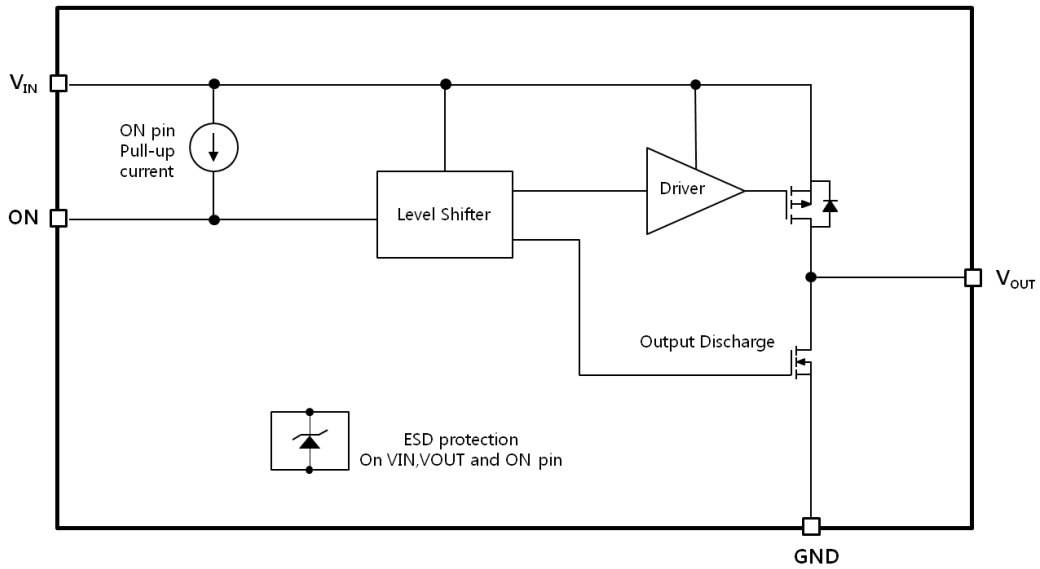 VIN
ON pin
Pull-up
current
Driver
ON
Level Shifter
VOUT
Output Discharge
ESD protection
On VIN,VOUT and ON pin
GND